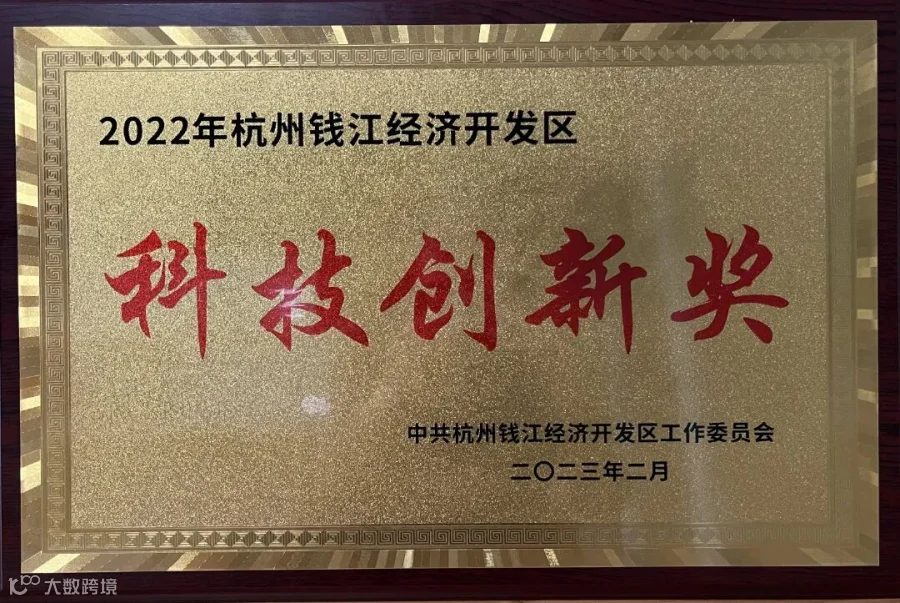 2022年杭州钱江经济开发区
科技创新奖
中共杭州钱江经济开发区工作委员会
二〇二三年二月
大数跨境